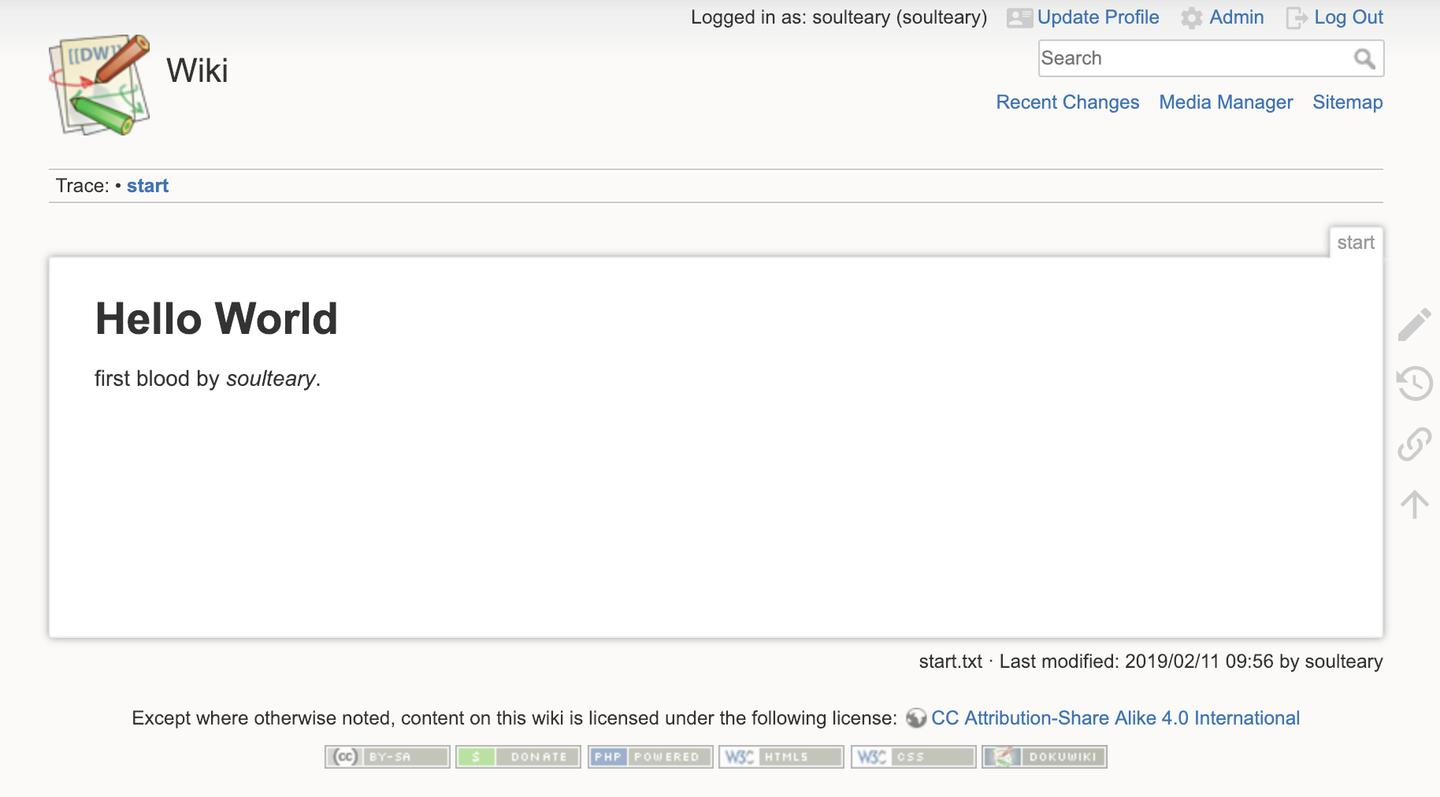 Logged in as: soulteary (soulteary) Update Profile Admin Log Out
[[DW]]
Wiki
Search
Recent Changes Media Manager Sitemap
Trace: • start
start
Hello World
first blood by soulteary.
start.txt · Last modified: 2019/02/11 09:56 by soulteary
Except where otherwise noted, content on this wiki is licensed under the following license: CC Attribution-Share Alike 4.0 International
(cc) BY-SA $ DONATE PHP POWERED W3C HTML5 W3C CSS DOKUWIKI